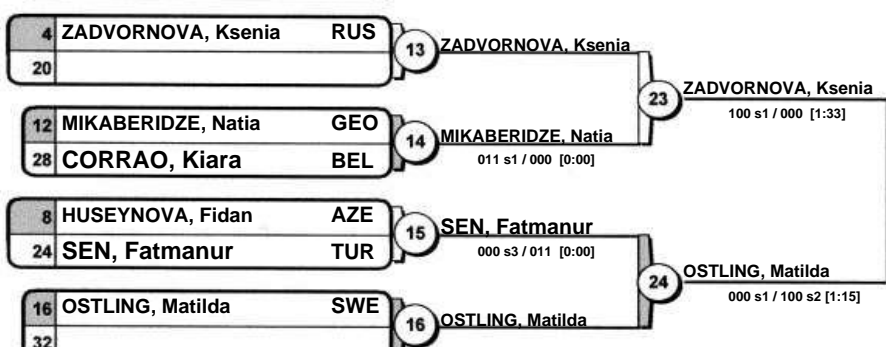 4 ZADVORNOVA, Ksenia RUS
20
13
ZADVORNOVA, Ksenia
12 MIKABERIDZE, Natia GEO
28 CORRAO, Kiara BEL
14
MIKABERIDZE, Natia
011 s1 / 000 [0:00]
23
ZADVORNOVA, Ksenia
100 s1 / 000 [1:33]
8 HUSEYNOVA, Fidan AZE
24 SEN, Fatmanur TUR
15
SEN, Fatmanur
000 s3 / 011 [0:00]
16 OSTLING, Matilda SWE
32
16
OSTLING, Matilda
24
OSTLING, Matilda
000 s1 / 100 s2 [1:15]